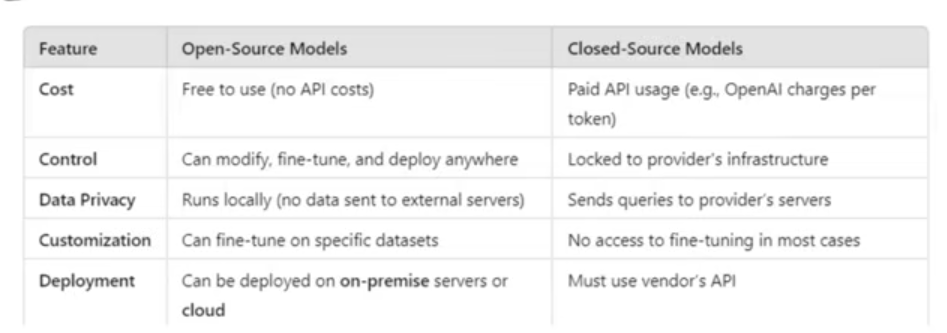 Feature Open-Source Models Closed-Source Models
Cost Free to use (no API costs) Paid API usage (e.g., OpenAI charges per
token)
Control Can modify, fine-tune, and deploy anywhere Locked to provider's infrastructure
Data Privacy Runs locally (no data sent to external servers) Sends queries to provider's servers
Customization Can fine-tune on specific datasets No access to fine-tuning in most cases
Deployment Can be deployed on on-premise servers or Must use vendor's API
cloud